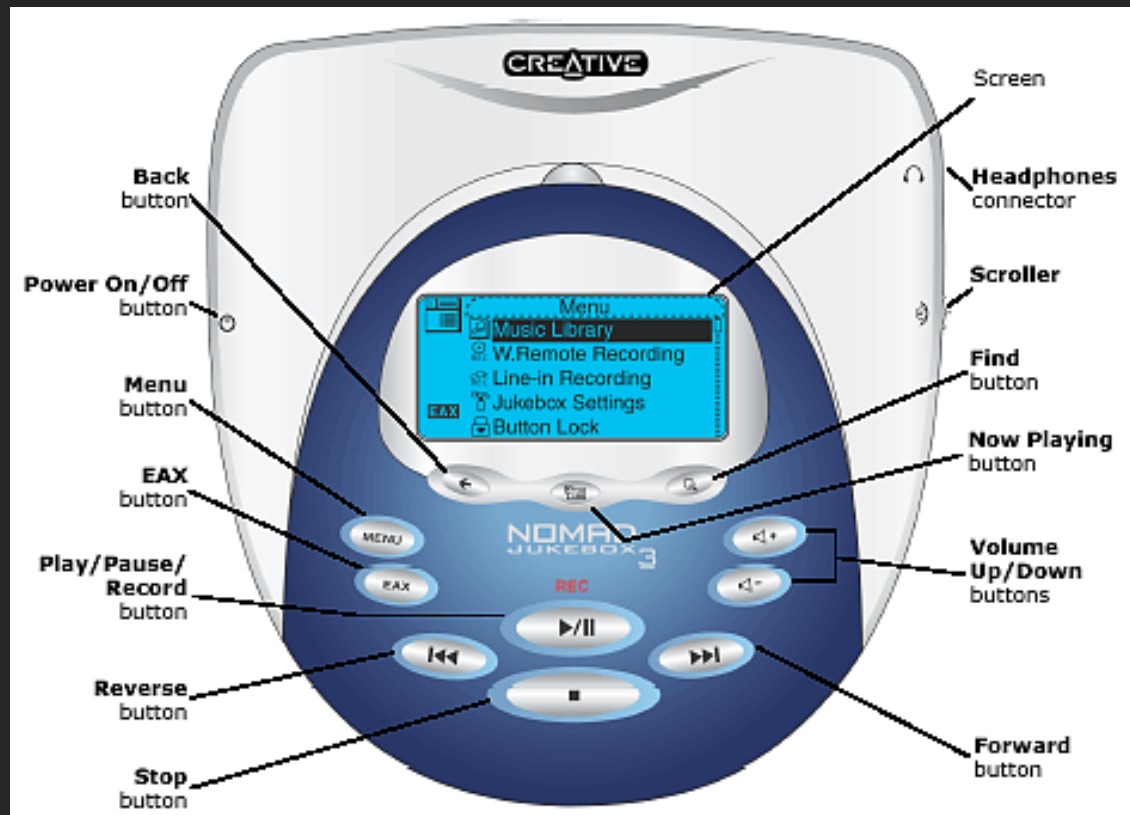 CREATIVE
Screen
Back
button
Headphones
connector
Power On/Off
button
Scroller
Menu
Music Library
W.Remote Recording
Line-in Recording
Jukebox Settings
Button Lock
EAX
Find
button
Menu
button
Now Playing
button
EAX
button
MENU
NOMAD
JUKEBOX 3
Volume
Up/Down
buttons
Play/Pause/
Record
button
EAX
REC
Reverse
button
Forward
button
Stop
button